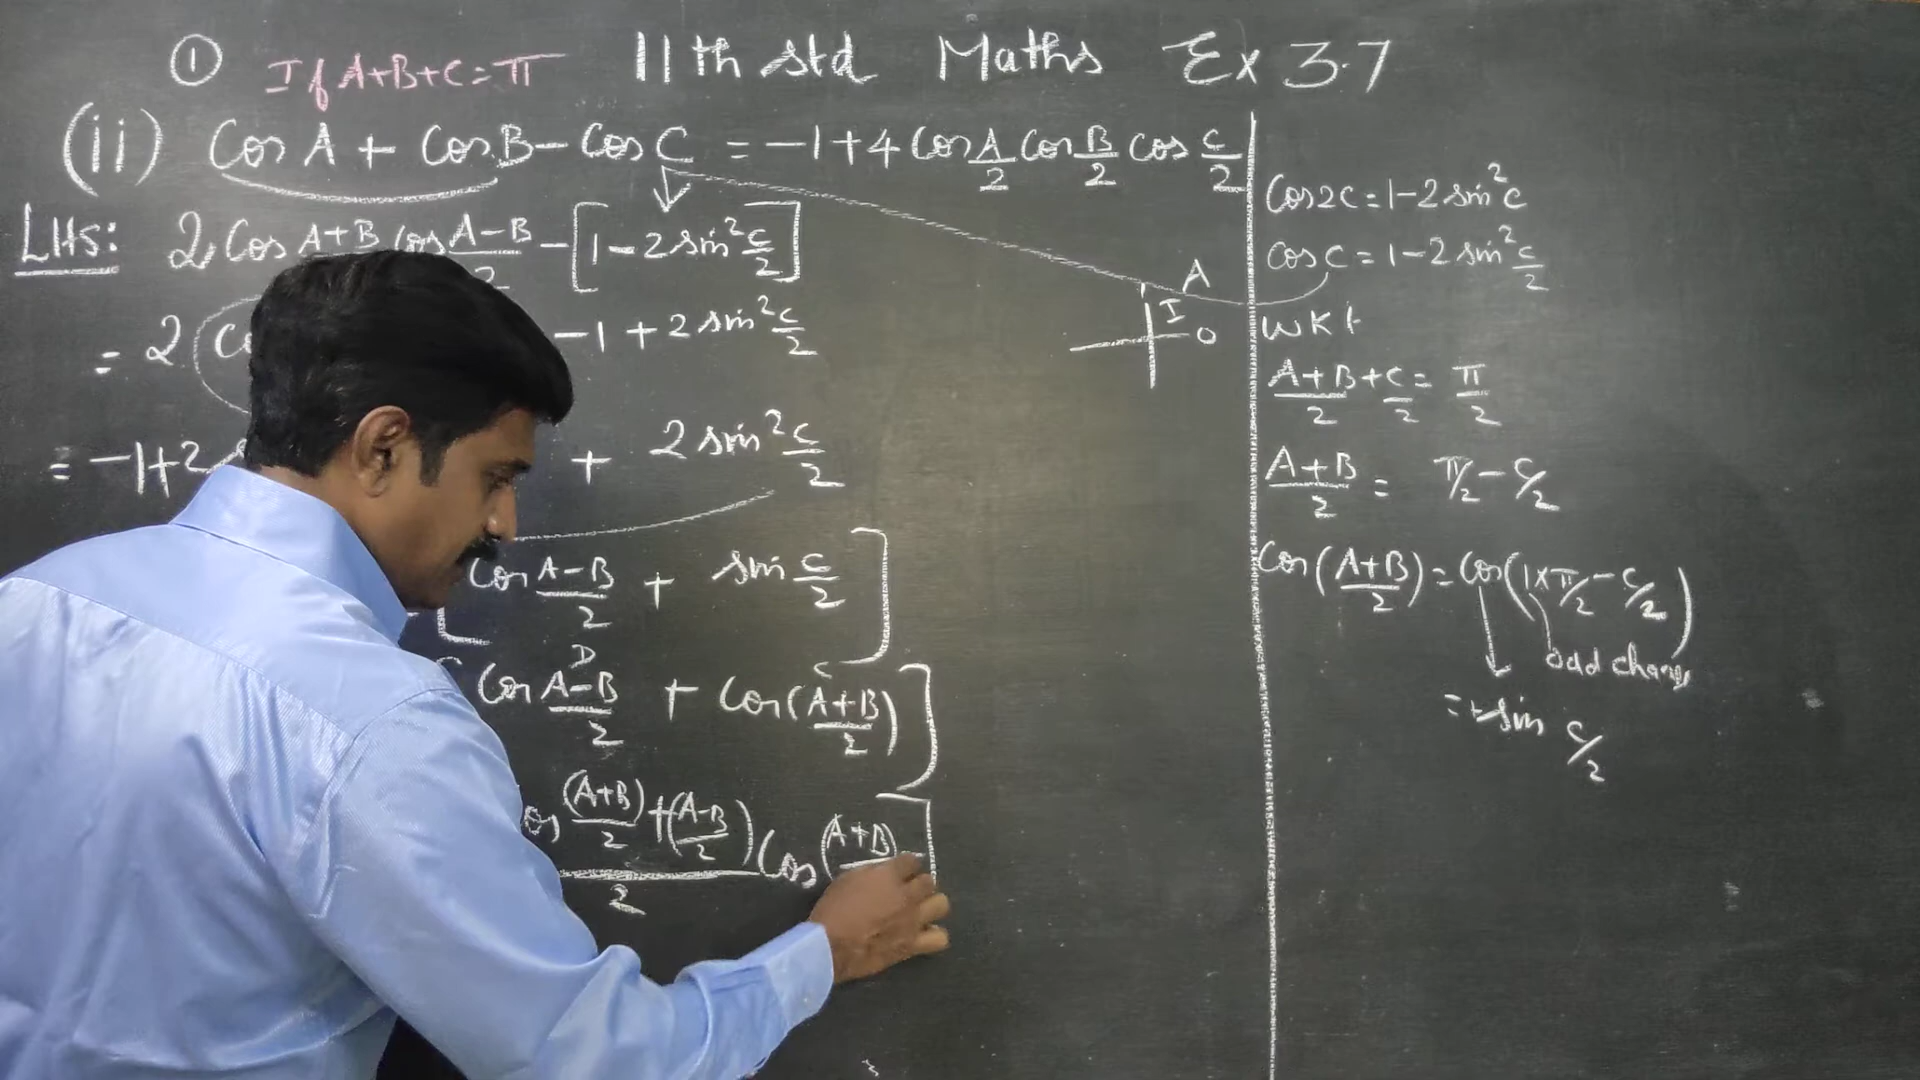 ① If A+B+C=π 11th std Maths Ex 3.7
(ii) Cos A + Cos B - Cos C = -1+4 Cos A/2 Cos B/2 Cos C/2
LHS: 2 Cos A+B Cos A-B/2 - [1-2 sin² C/2]
= 2 Co -1 + 2 sin² C/2
= -1+2 + 2 sin² C/2
[Cos A-B/2 + sin C/2]
D C
[Cos A-B/2 + Cos (A+B/2)]
Cos (A+B)/2 + (A-B/2) / 2 Cos (A+B)
A
I
0
Cos 2C = 1-2 sin² C
Cos C = 1-2 sin² C/2
WKT
A+B/2 + C/2 = π/2
A+B/2 = π/2 - C/2
Cos (A+B/2) = Cos (1×π/2 - C/2)
odd change
= + sin C/2